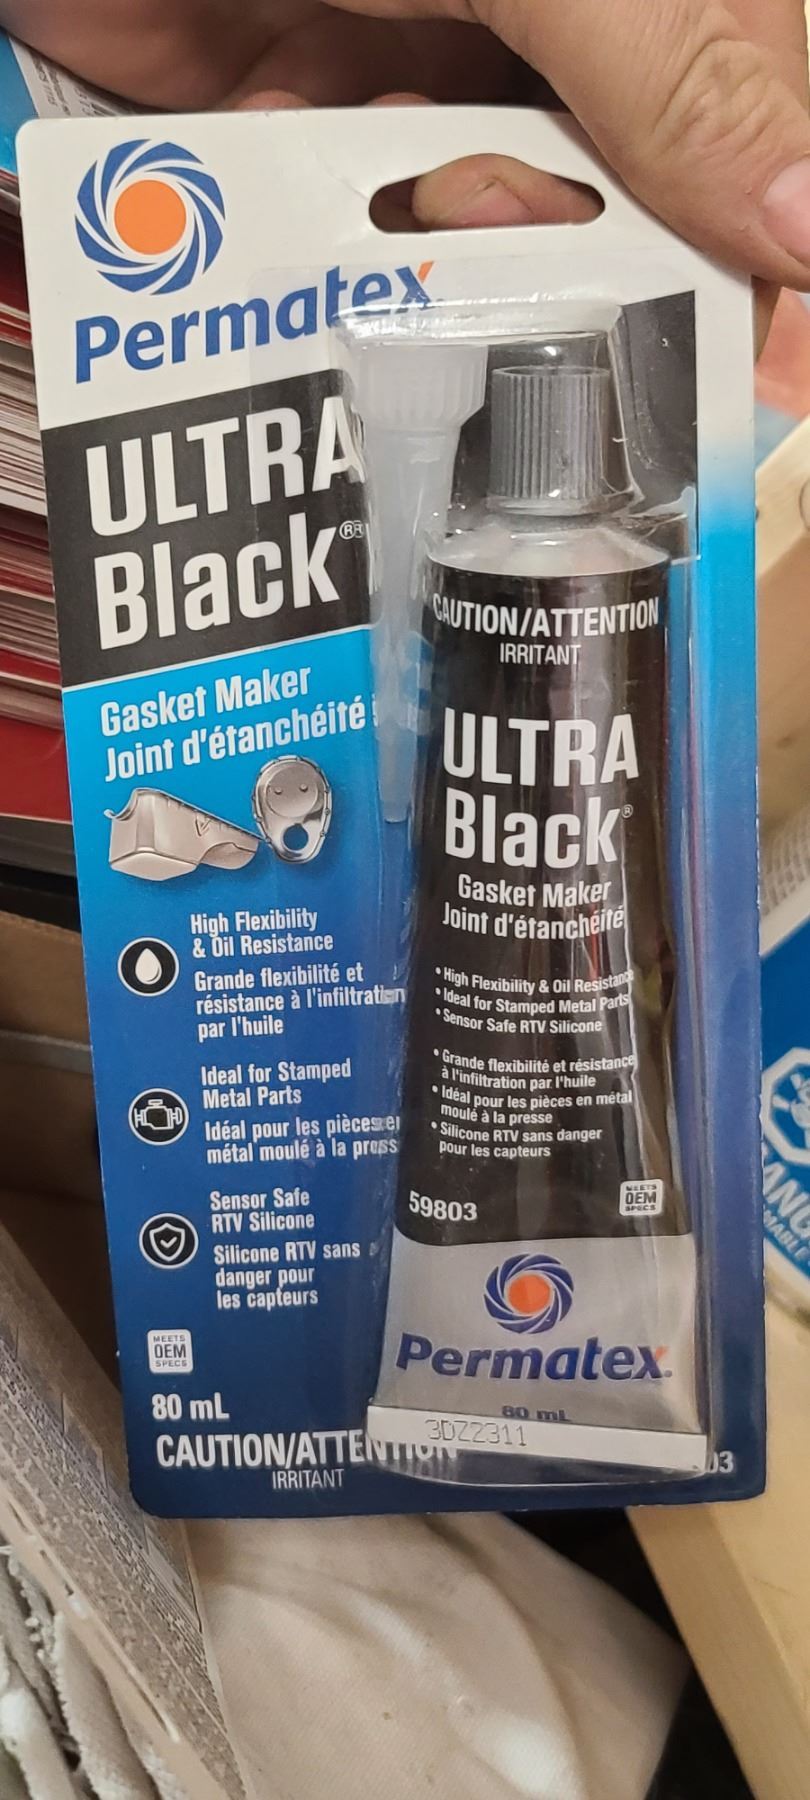 Permatex
ULTRA
Black®
Gasket Maker
Joint d'étanchéité
High Flexibility
& Oil Resistance
Grande flexibilité et
résistance à l'infiltration
par l'huile
Ideal for Stamped
Metal Parts
Idéal pour les pièces en
métal moulé à la press
Sensor Safe
RTV Silicone
Silicone RTV sans
danger pour
les capteurs
MEETS
OEM
SPECS
80 mL
CAUTION/ATTENTION
IRRITANT
03
CAUTION/ATTENTION
IRRITANT
ULTRA
Black®
Gasket Maker
Joint d'étanchéité
• High Flexibility & Oil Resistance
• Ideal for Stamped Metal Parts
• Sensor Safe RTV Silicone
• Grande flexibilité et résistance
à l'infiltration par l'huile
• Idéal pour les pièces en métal
moulé à la presse
• Silicone RTV sans danger
pour les capteurs
59803
MEETS
OEM
SPECS
Permatex.
80 mL
3DZ2311